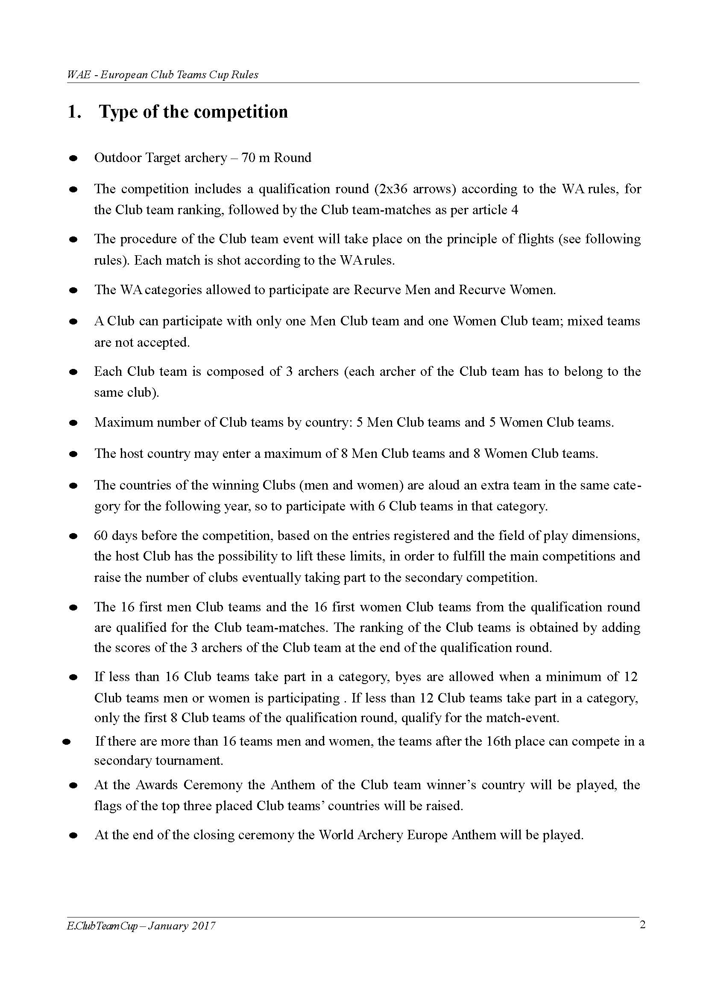 WAE - European Club Teams Cup Rules
1. Type of the competition
● Outdoor Target archery – 70 m Round
● The competition includes a qualification round (2x36 arrows) according to the WA rules, for
the Club team ranking, followed by the Club team-matches as per article 4
● The procedure of the Club team event will take place on the principle of flights (see following
rules). Each match is shot according to the WA rules.
● The WA categories allowed to participate are Recurve Men and Recurve Women.
● A Club can participate with only one Men Club team and one Women Club team; mixed teams
are not accepted.
● Each Club team is composed of 3 archers (each archer of the Club team has to belong to the
same club).
● Maximum number of Club teams by country: 5 Men Club teams and 5 Women Club teams.
● The host country may enter a maximum of 8 Men Club teams and 8 Women Club teams.
● The countries of the winning Clubs (men and women) are aloud an extra team in the same cate-
gory for the following year, so to participate with 6 Club teams in that category.
● 60 days before the competition, based on the entries registered and the field of play dimensions,
the host Club has the possibility to lift these limits, in order to fulfill the main competitions and
raise the number of clubs eventually taking part to the secondary competition.
● The 16 first men Club teams and the 16 first women Club teams from the qualification round
are qualified for the Club team-matches. The ranking of the Club teams is obtained by adding
the scores of the 3 archers of the Club team at the end of the qualification round.
● If less than 16 Club teams take part in a category, byes are allowed when a minimum of 12
Club teams men or women is participating . If less than 12 Club teams take part in a category,
only the first 8 Club teams of the qualification round, qualify for the match-event.
● If there are more than 16 teams men and women, the teams after the 16th place can compete in a
secondary tournament.
● At the Awards Ceremony the Anthem of the Club team winner’s country will be played, the
flags of the top three placed Club teams’ countries will be raised.
● At the end of the closing ceremony the World Archery Europe Anthem will be played.
E.Club Team Cup – January 2017 2